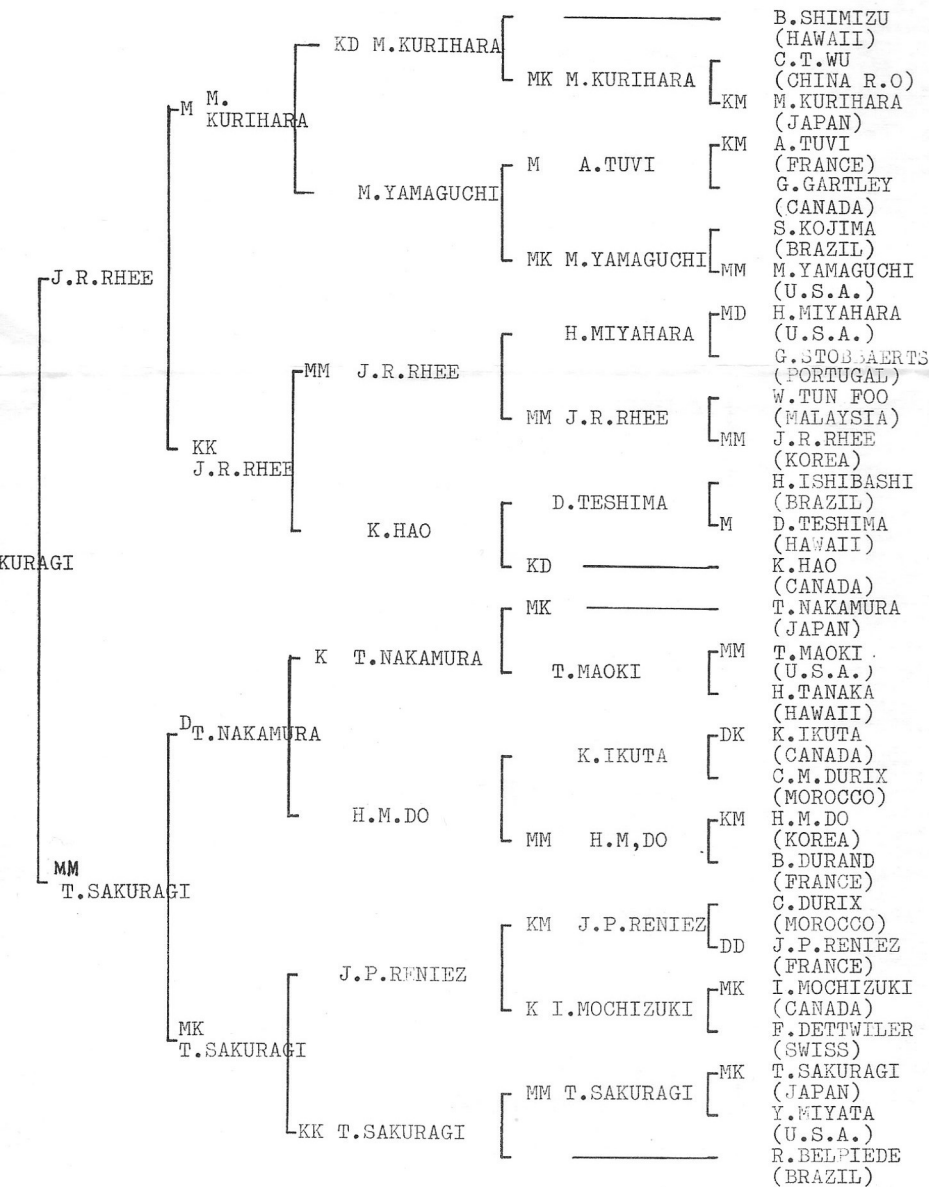 B.SHIMIZU
KD M.KURIHARA
(HAWAII)
C.T.WU
MK M.KURIHARA
(CHINA R.O)
M M.
KURIHARA
KM M.KURIHARA
(JAPAN)
KM A.TUVI
M A.TUVI
(FRANCE)
G.GARTLEY
M.YAMAGUCHI
(CANADA)
S.KOJIMA
(BRAZIL)
MK M.YAMAGUCHI
MM M.YAMAGUCHI
J.R.RHEE
(U.S.A.)
MD H.MIYAHARA
H.MIYAHARA
(U.S.A.)
G.STOBBAERTS
MM J.R.RHEE
(PORTUGAL)
W.TUN FOO
MM J.R.RHEE
(MALAYSIA)
KK
J.R.RHEE
MM J.R.RHEE
(KOREA)
H.ISHIBASHI
D.TESHIMA
(BRAZIL)
K.HAO
M D.TESHIMA
(HAWAII)
KURAGI
KD
K.HAO
(CANADA)
MK
T.NAKAMURA
(JAPAN)
K T.NAKAMURA
MM T.MAOKI
T.MAOKI
(U.S.A.)
H.TANAKA
(HAWAII)
D T.NAKAMURA
DK K.IKUTA
K.IKUTA
(CANADA)
C.M.DURIX
(MOROCCO)
H.M.DO
KM H.M.DO
MM H.M,DO
(KOREA)
B.DURAND
MM
T.SAKURAGI
(FRANCE)
C.DURIX
KM J.P.RENIEZ
(MOROCCO)
DD J.P.RENIEZ
J.P.RENIEZ
(FRANCE)
MK I.MOCHIZUKI
K I.MOCHIZUKI
(CANADA)
MK
T.SAKURAGI
F.DETTWILER
(SWISS)
MK T.SAKURAGI
MM T.SAKURAGI
(JAPAN)
Y.MIYATA
KK T.SAKURAGI
(U.S.A.)
R.BELPIEDE
(BRAZIL)